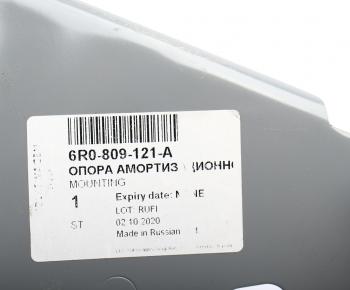 6R0-809-121-A
ОПОРА АМОРТИЗ ЦИОНН
MOUNTING
1 Expiry date: N NE
LOT: RUFI
ST 02.10.2020
Made in Russian